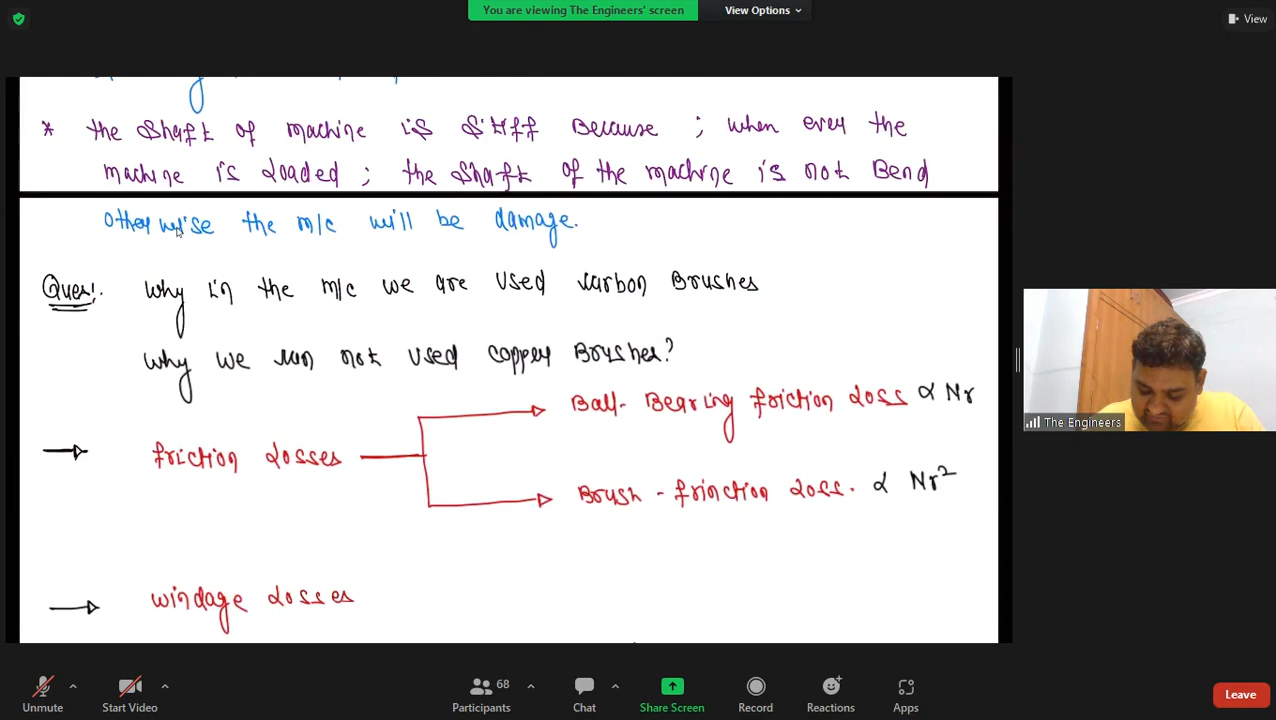 You are viewing The Engineers' screen
View Options
View
* the shaft of machine is stiff Because ; when ever the
machine is Loaded ; the shaft of the machine is not Bend
otherwise the m/c will be damage.
Ques:. why in the m/c we are used carbon Brushes
why we can not used copper Brushes?
Ball- Bearing friction Loss ∝ Nr
→ friction Losses
Brush - frinction Loss. ∝ Nr²
→ windage Losses
The Engineers
Unmute
Start Video
68
Participants
Chat
Share Screen
Record
Reactions
Apps
Leave